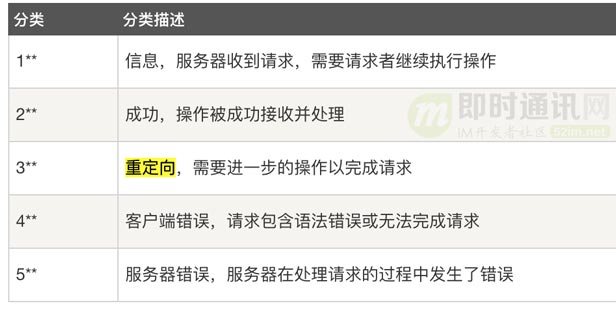 分类 分类描述
1** 信息，服务器收到请求，需要请求者继续执行操作
2** 成功，操作被成功接收并处理
即时通讯网
IM开发者社区 52im.net
3** 重定向，需要进一步的操作以完成请求
4** 客户端错误，请求包含语法错误或无法完成请求
5** 服务器错误，服务器在处理请求的过程中发生了错误